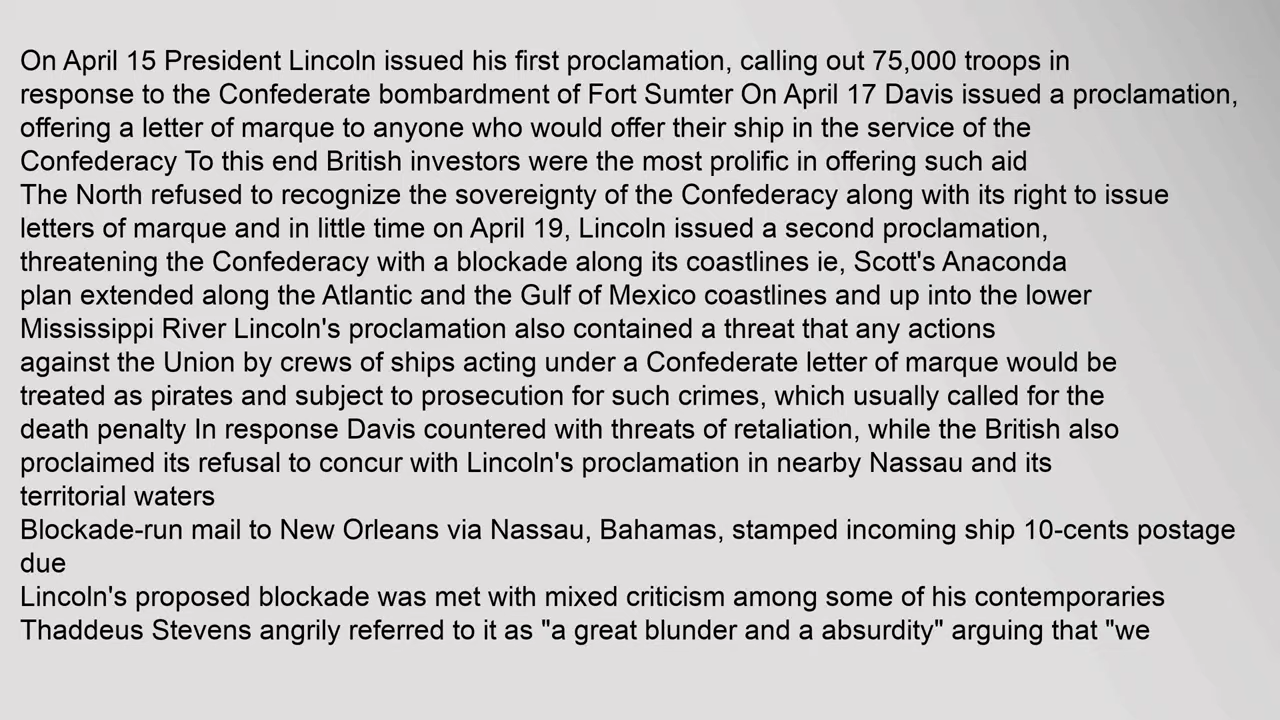 On April 15 President Lincoln issued his first proclamation, calling out 75,000 troops in
response to the Confederate bombardment of Fort Sumter On April 17 Davis issued a proclamation,
offering a letter of marque to anyone who would offer their ship in the service of the
Confederacy To this end British investors were the most prolific in offering such aid
The North refused to recognize the sovereignty of the Confederacy along with its right to issue
letters of marque and in little time on April 19, Lincoln issued a second proclamation,
threatening the Confederacy with a blockade along its coastlines ie, Scott's Anaconda
plan extended along the Atlantic and the Gulf of Mexico coastlines and up into the lower
Mississippi River Lincoln's proclamation also contained a threat that any actions
against the Union by crews of ships acting under a Confederate letter of marque would be
treated as pirates and subject to prosecution for such crimes, which usually called for the
death penalty In response Davis countered with threats of retaliation, while the British also
proclaimed its refusal to concur with Lincoln's proclamation in nearby Nassau and its
territorial waters
Blockade-run mail to New Orleans via Nassau, Bahamas, stamped incoming ship 10-cents postage
due
Lincoln's proposed blockade was met with mixed criticism among some of his contemporaries
Thaddeus Stevens angrily referred to it as "a great blunder and a absurdity" arguing that "we